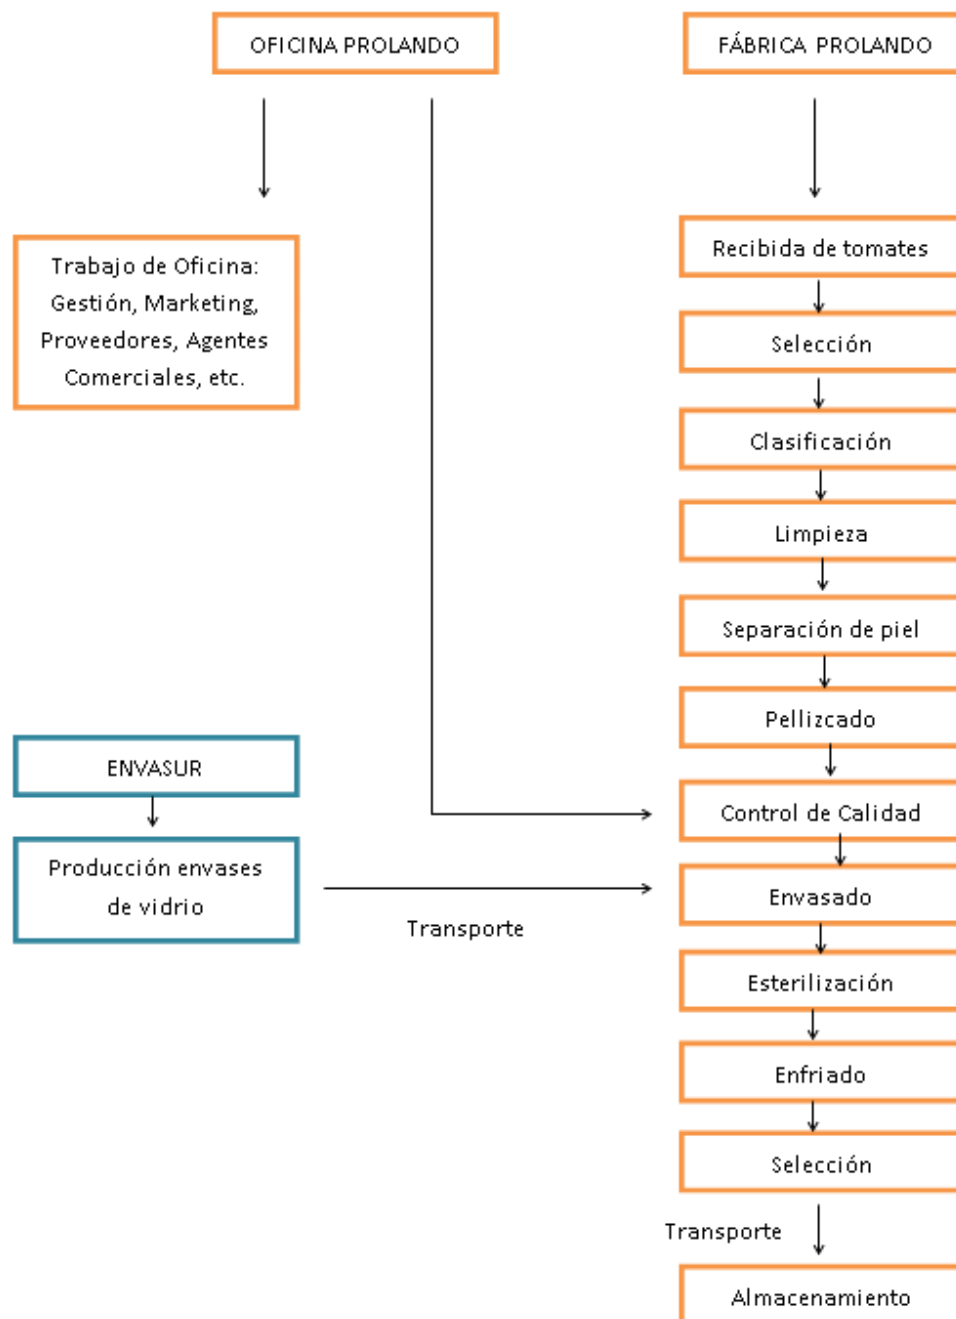 OFICINA PROLANDO
FÁBRICA PROLANDO
Trabajo de Oficina:
Gestión, Marketing,
Proveedores, Agentes
Comerciales, etc.
Recibida de tomates
Selección
Clasificación
Limpieza
Separación de piel
Pellizcado
ENVASUR
Control de Calidad
Producción envases
de vidrio
Transporte
Envasado
Esterilización
Enfriado
Selección
Transporte
Almacenamiento